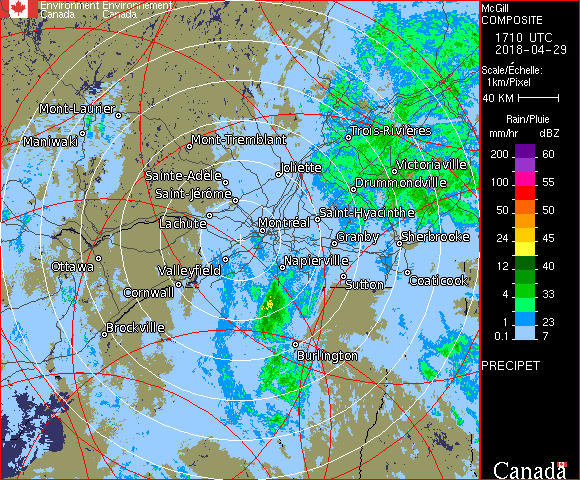 Environment Environnement
Canada Canada
McGill
COMPOSITE
1710 UTC
2018-04-29
Scale/Échelle:
1km/Pixel
40 KM
Rain/Pluie
mm/hr dBZ
200 60
100 55
50 50
24 45
12 40
4 33
1 23
0.1 7
PRECIPET
Canada
Mont-Laurier
Maniwaki
Mont-Tremblant
Trois-Rivières
Joliette
Victoriaville
Sainte-Adèle
Drummondville
Saint-Jérôme
Lachute
Saint-Hyacinthe
Montréal
Granby
Sherbrooke
Ottawa
Valleyfield
Napierville
Cornwall
Sutton
Coaticook
Brockville
Burlington